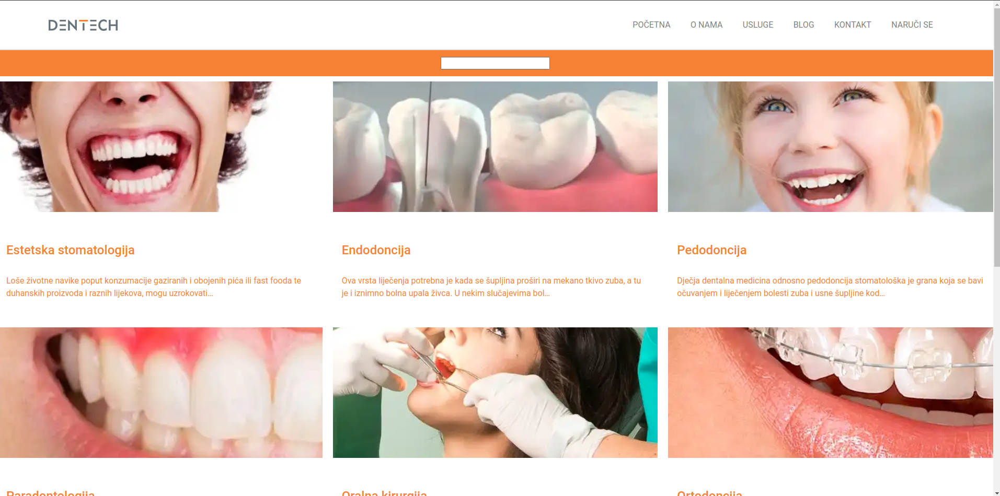 DENTECH
POČETNA O NAMA USLUGE BLOG KONTAKT NARUČI SE
Estetska stomatologija
Loše životne navike poput konzumacije gaziranih i obojenih pića ili fast fooda te
duhanskih proizvoda i raznih lijekova, mogu uzrokovati...
Endodoncija
Ova vrsta liječenja potrebna je kada se šupljina proširi na mekano tkivo zuba, a tu
je i iznimno bolna upala živca. U nekim slučajevima bol...
Pedodoncija
Dječja dentalna medicina odnosno pedodoncija stomatološka je grana koja se bavi
očuvanjem i liječenjem bolesti zuba i usne šupljine kod...
Paradontologija
Oralna kirurgija
Ortodoncija